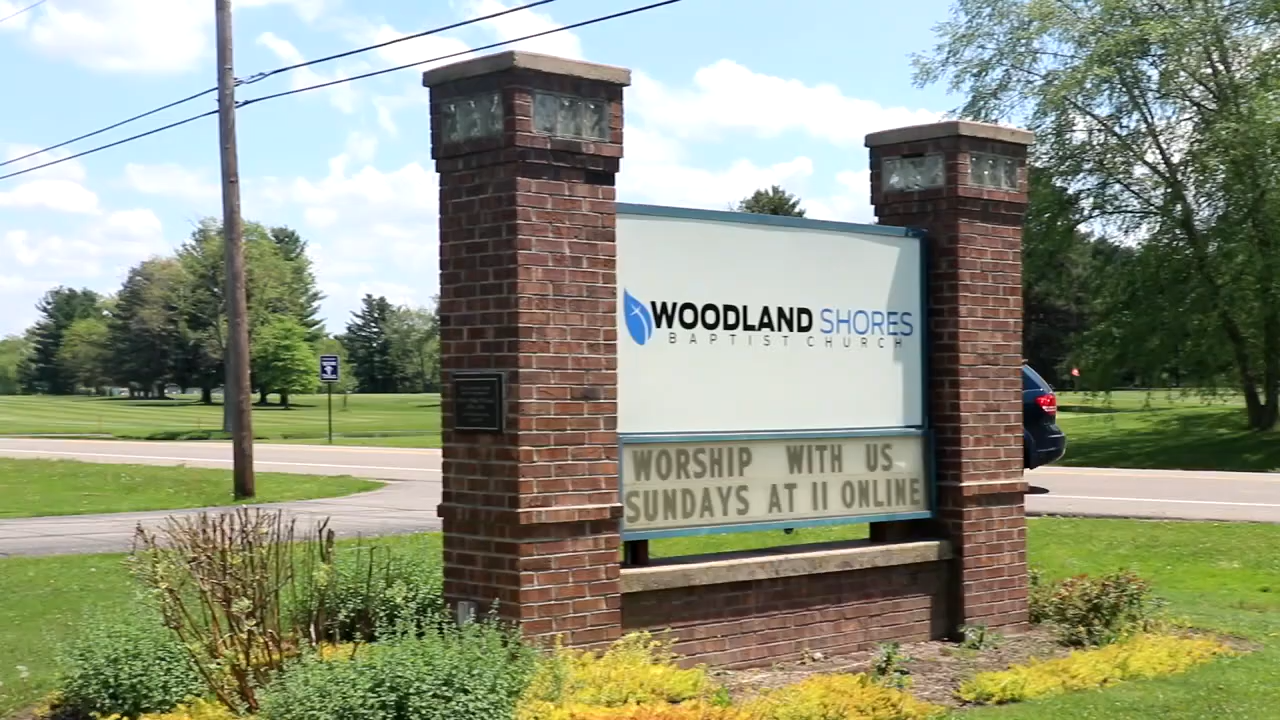 WOODLAND SHORES
BAPTIST CHURCH
WORSHIP WITH US
SUNDAYS AT 11 ONLINE